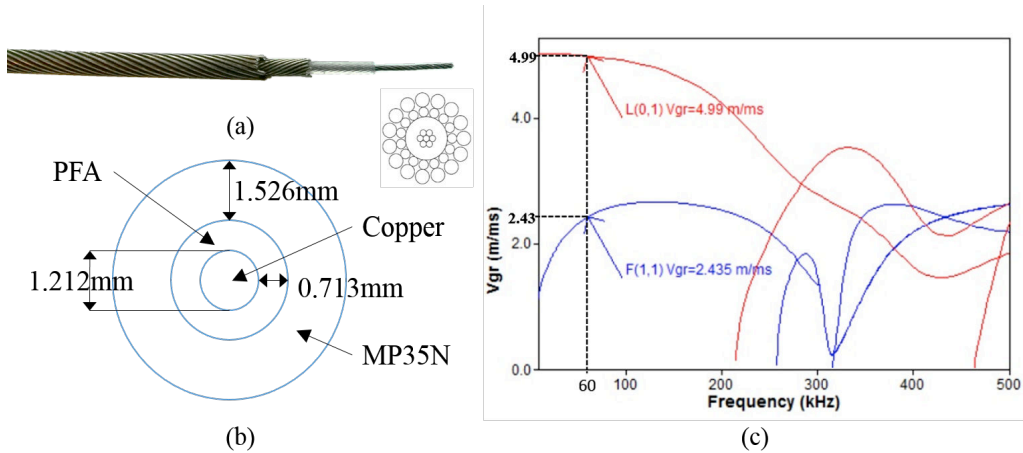 (a)
PFA
1.526mm
Copper
1.212mm
0.713mm
MP35N
(b)
4.99
L(0,1) Vgr=4.99 m/ms
4.0
2.43
2.0
F(1,1) Vgr=2.435 m/ms
0.0
Vgr (m/ms)
60
100
200
300
400
500
Frequency (kHz)
(c)